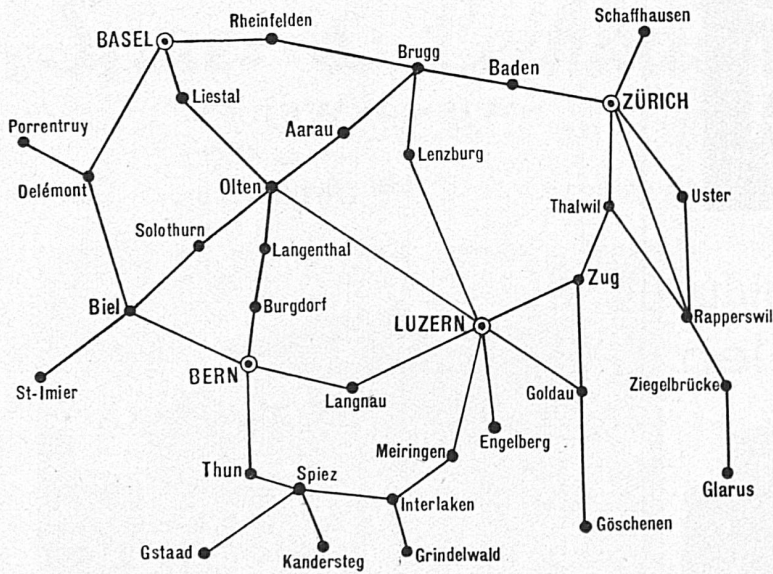 Schaffhausen
Rheinfelden
BASEL
Brugg
Baden
ZÜRICH
Liestal
Porrentruy
Aarau
Lenzburg
Delémont
Olten
Thalwil
Uster
Solothurn
Langenthal
Zug
Biel
Burgdorf
LUZERN
Rapperswil
BERN
St-Imier
Langnau
Goldau
Ziegelbrücke
Engelberg
Meiringen
Thun
Spiez
Glarus
Interlaken
Göschenen
Gstaad
Kandersteg
Grindelwald